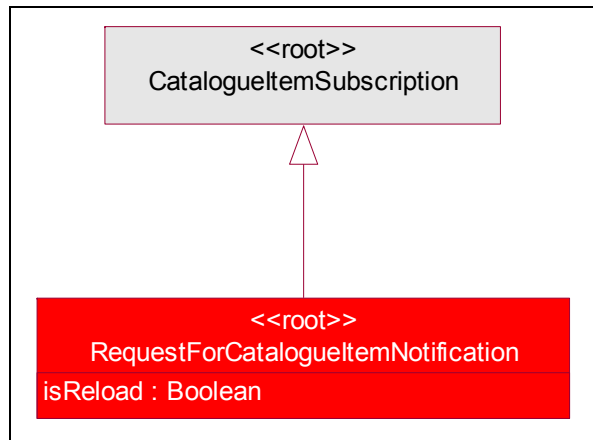 <<root>>
CatalogueItemSubscription
<<root>>
RequestForCatalogueItemNotification
isReload : Boolean